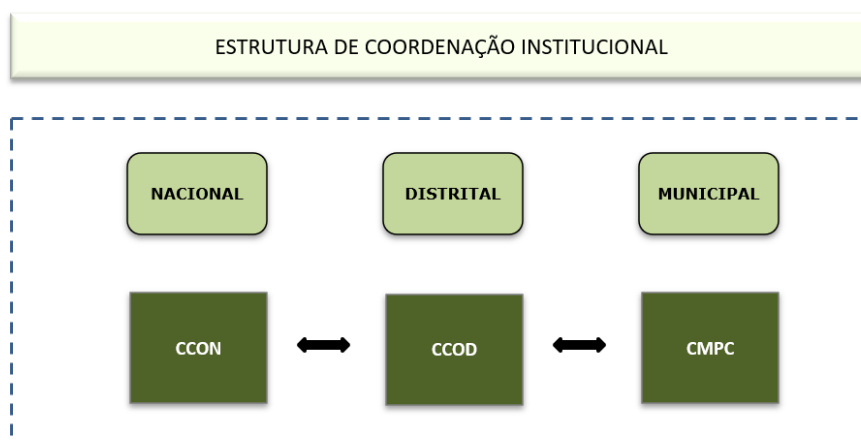 ESTRUTURA DE COORDENAÇÃO INSTITUCIONAL
NACIONAL
DISTRITAL
MUNICIPAL
CCON
CCOD
CMPC